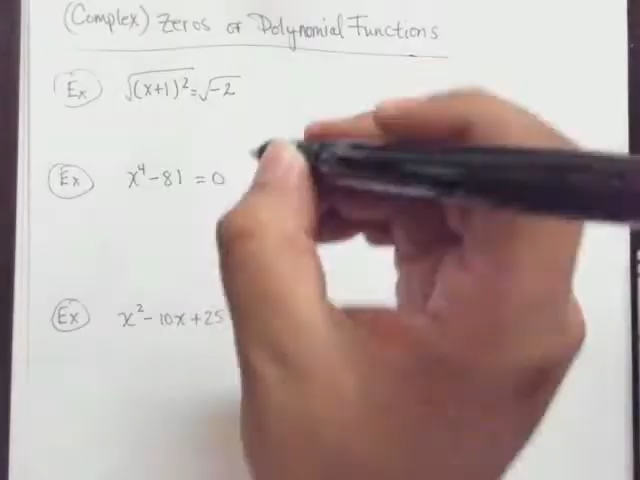 (Complex) Zeros of Polynomial Functions
Ex √(x+1)² = √-2
Ex x⁴ - 81 = 0
Ex x² - 10x + 25